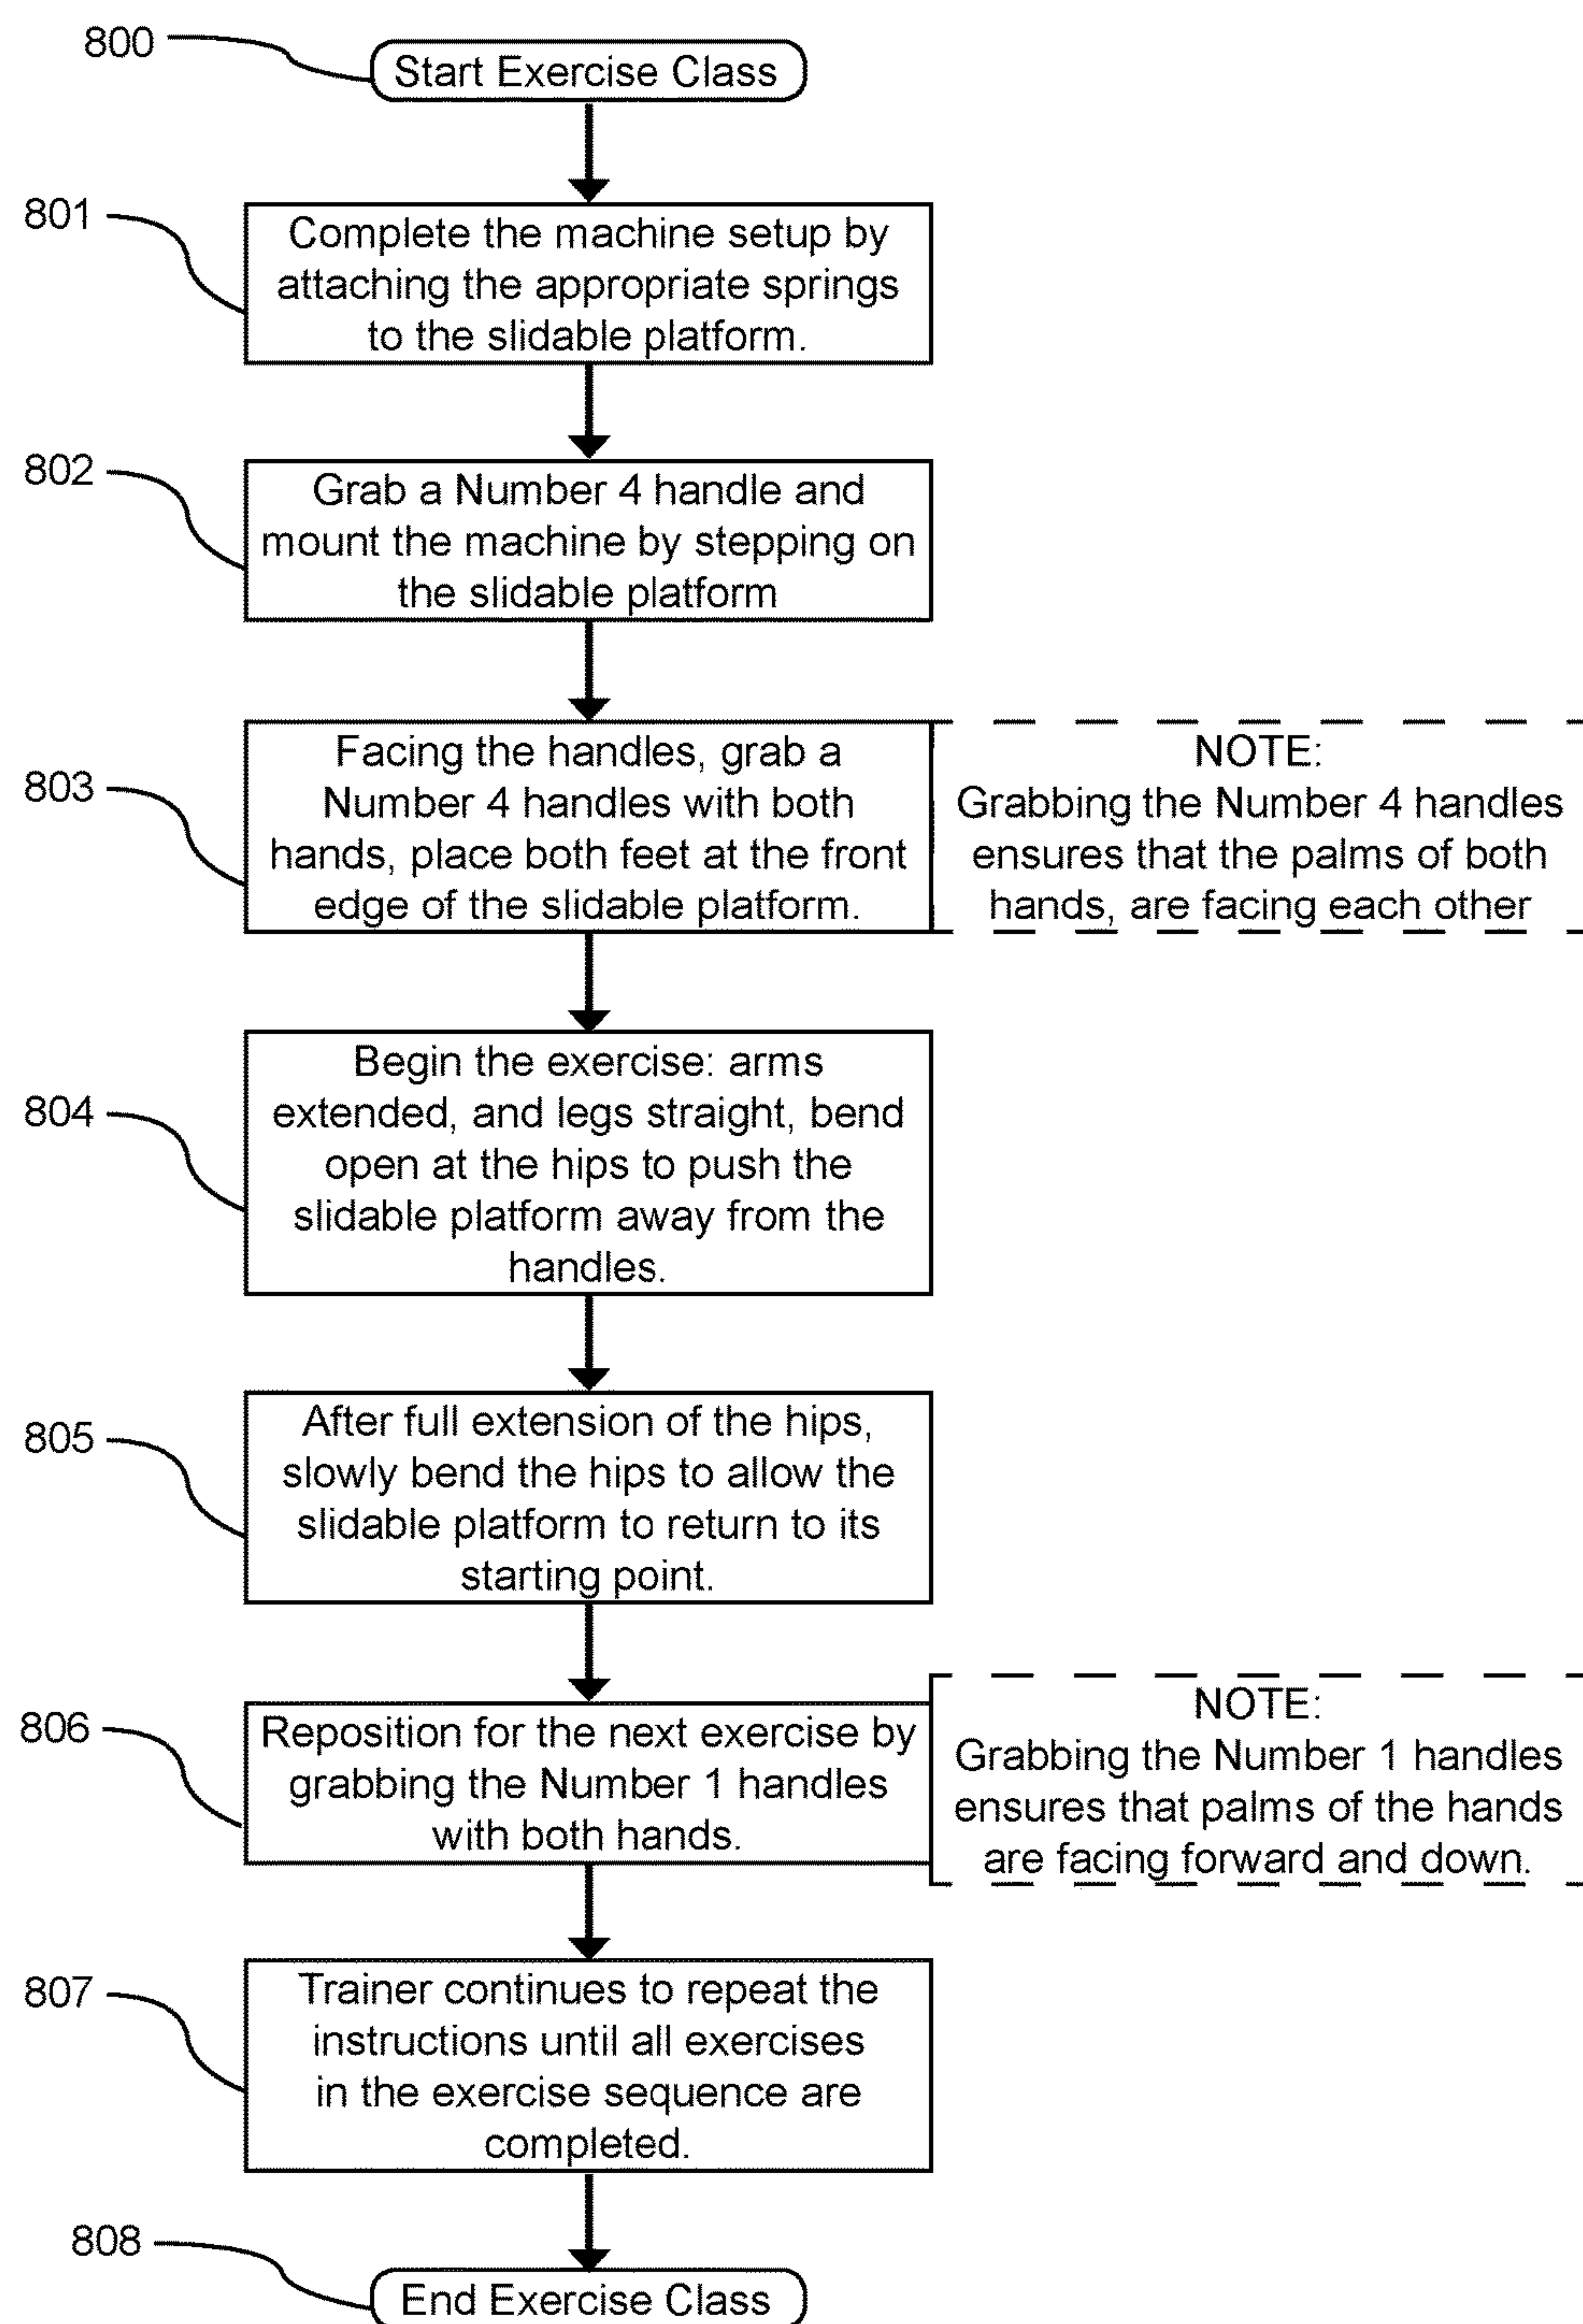 800
Start Exercise Class
801
Complete the machine setup by
attaching the appropriate springs
to the slidable platform.
802
Grab a Number 4 handle and
mount the machine by stepping on
the slidable platform
803
Facing the handles, grab a
Number 4 handles with both
hands, place both feet at the front
edge of the slidable platform.
NOTE:
Grabbing the Number 4 handles
ensures that the palms of both
hands, are facing each other
804
Begin the exercise: arms
extended, and legs straight, bend
open at the hips to push the
slidable platform away from the
handles.
805
After full extension of the hips,
slowly bend the hips to allow the
slidable platform to return to its
starting point.
806
Reposition for the next exercise by
grabbing the Number 1 handles
with both hands.
NOTE:
Grabbing the Number 1 handles
ensures that palms of the hands
are facing forward and down.
807
Trainer continues to repeat the
instructions until all exercises
in the exercise sequence are
completed.
808
End Exercise Class